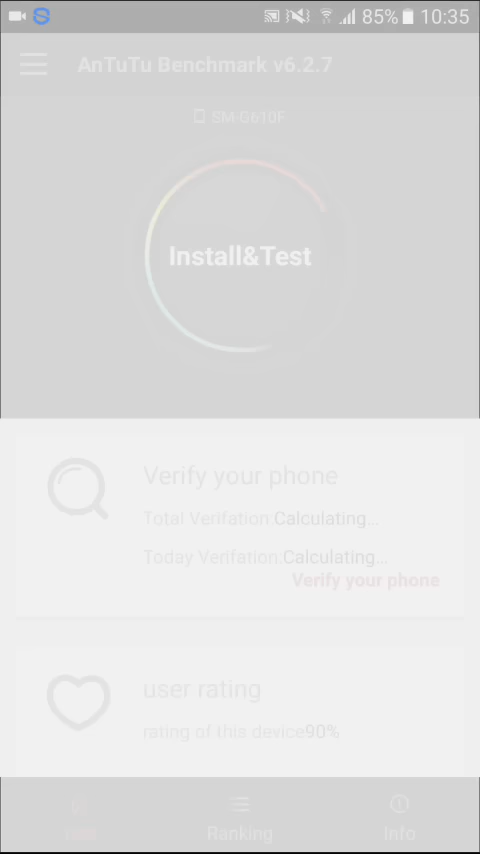 85% 10:35
AnTuTu Benchmark v6.2.7
SM-G610F
Install&Test
Verify your phone
Total Verifation:Calculating...
Today Verifation:Calculating...
Verify your phone
user rating
rating of this device90%
Ranking
Info